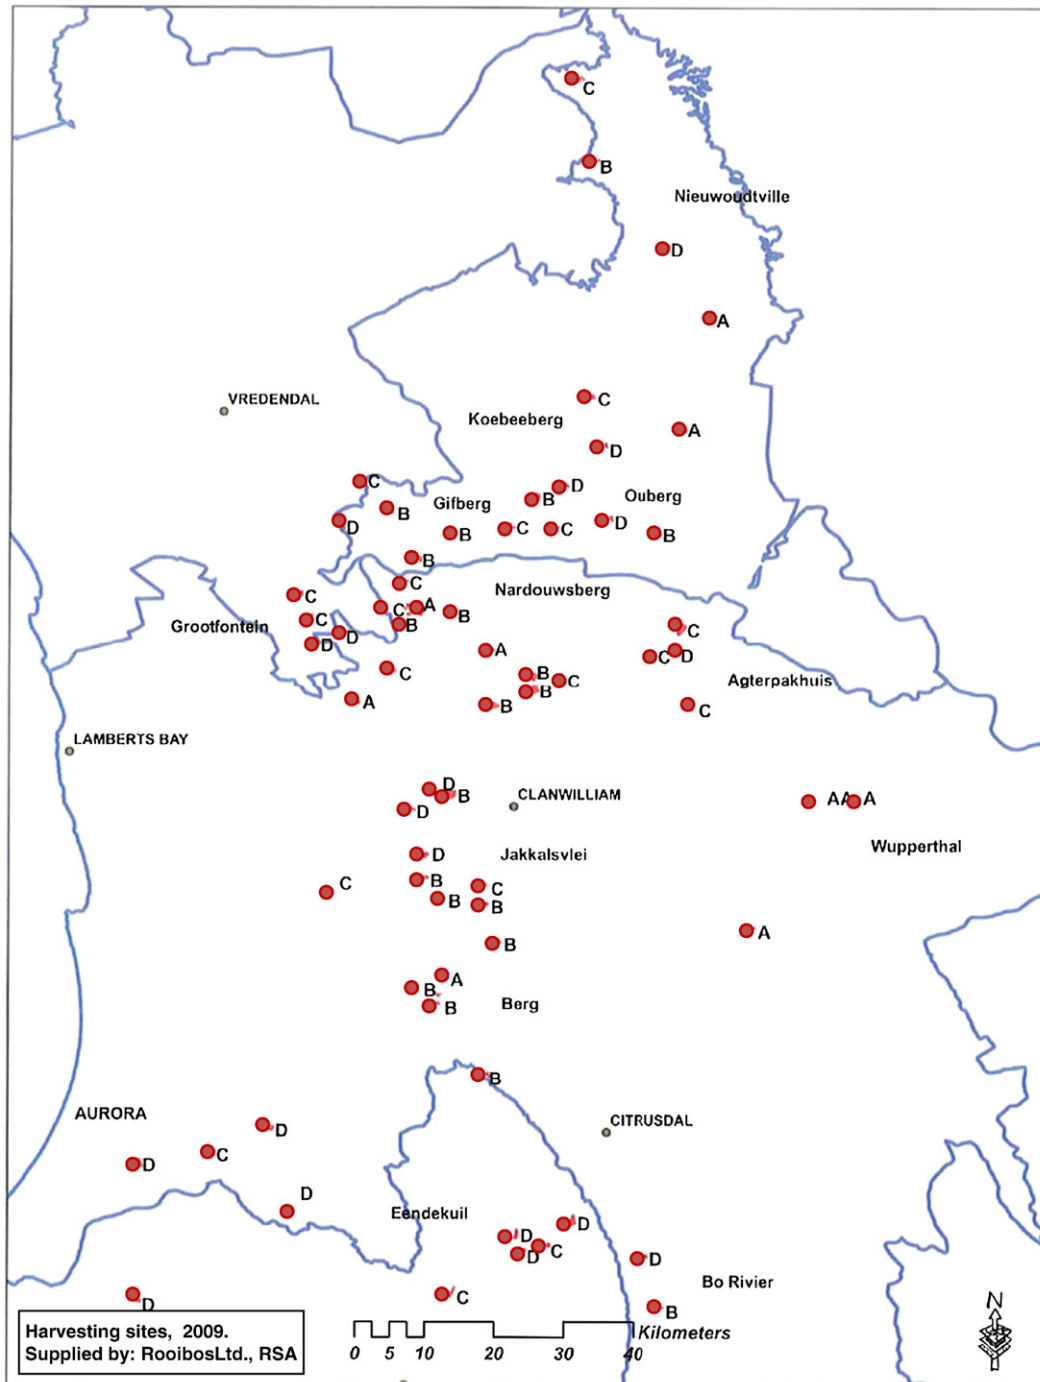 C
B
Nieuwoudtville
D
A
C
VREDENDAL
Koebeeberg
A
D
C
D
B
Ouberg
Gifberg
B
D
D
B
C
C
B
B
C
Nardouwsberg
C
C
A
B
C
B
Grootfontein
D
D
C
A
C
D
C
B
C
Agterpakhuis
B
A
B
C
LAMBERTS BAY
D
B
CLANWILLIAM
AA
A
D
Wupperthal
D
Jakkalsvlei
B
C
C
B
B
A
B
A
B
B
Berg
B
AURORA
CITRUSDAL
D
C
D
D
Eendekuil
D
D
C
D
D
Bo Rivier
C
B
D
N
Harvesting sites, 2009.
Supplied by: RooibosLtd., RSA
Kilometers
0 5 10 20 30 40